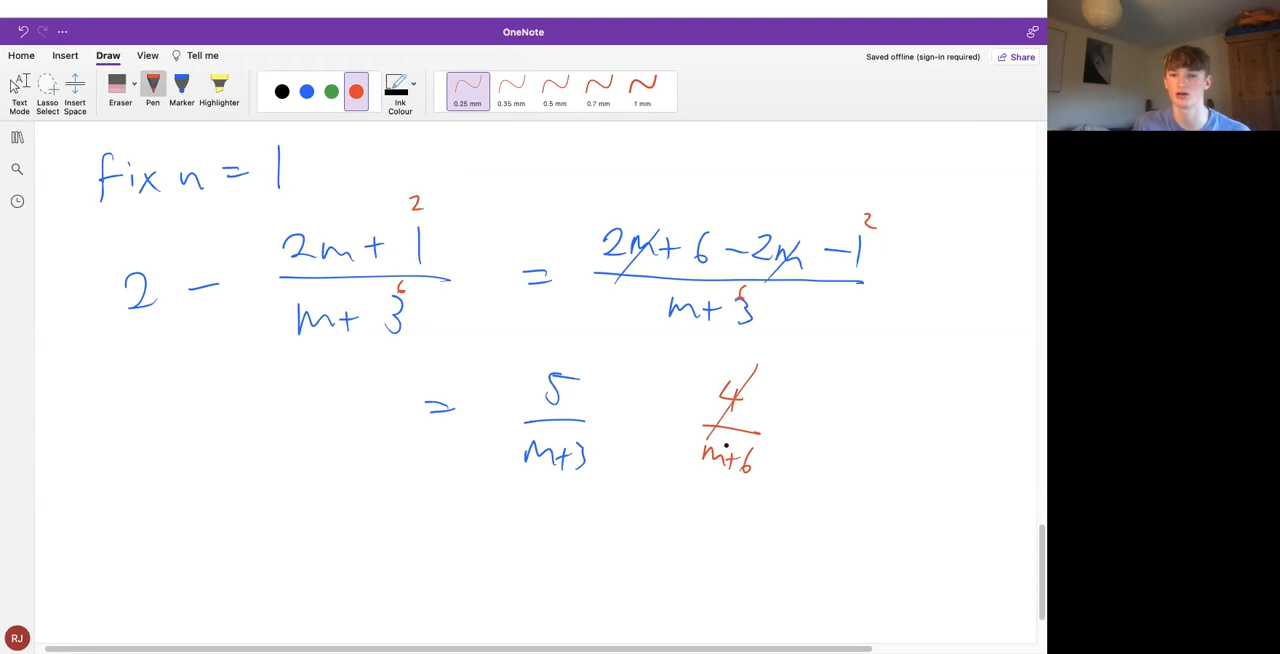 OneNote
Home Insert Draw View Tell me
Saved offline (sign-in required) Share
Text Mode Lasso Select Insert Space Eraser Pen Marker Highlighter Ink Colour 0.25 mm 0.35 mm 0.5 mm 0.7 mm 1 mm
fix n = 1
2
2
2m + 1
2m + 6 - 2m - 1
2 - =
6
6
m + 3
m + 3
5
4
=
m+3
m+6
RJ